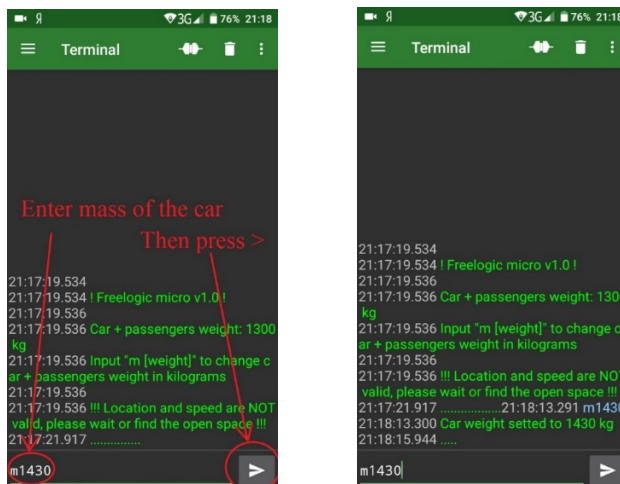 Я 3G 76% 21:18
Terminal
Enter mass of the car
Then press >
21:17:19.534
21:17:19.534 ! Freelogic micro v1.0 !
21:17:19.536
21:17:19.536 Car + passengers weight: 1300
kg
21:17:19.536 Input "m [weight]" to change c
ar + passengers weight in kilograms
21:17:19.536
21:17:19.536 !!! Location and speed are NOT
valid, please wait or find the open space !!!
21:17:21.917 ...............
m1430
Я 3G 76% 21:18
Terminal
21:17:19.534
21:17:19.534 ! Freelogic micro v1.0 !
21:17:19.536
21:17:19.536 Car + passengers weight: 130
kg
21:17:19.536 Input "m [weight]" to change c
ar + passengers weight in kilograms
21:17:19.536
21:17:19.536 !!! Location and speed are NO
valid, please wait or find the open space !!!
21:17:21.917 ..................21:18:13.291 m1430
21:18:13.300 Car weight setted to 1430 kg
21:18:15.944 .....
m1430